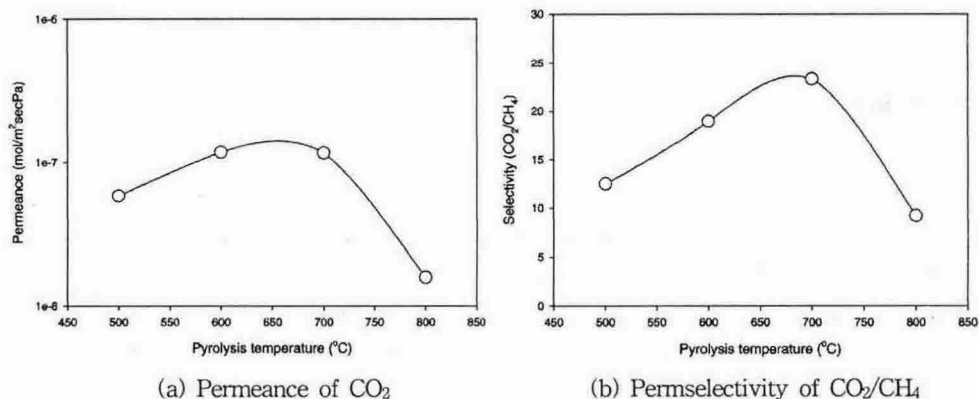 1e-6
1e-7
1e-8
Permeance (mol/m²secPa)
450 500 550 600 650 700 750 800 850
Pyrolysis temperature (°C)
(a) Permeance of CO₂
30
25
20
15
10
5
0
Selectivity (CO₂/CH₄)
450 500 550 600 650 700 750 800 850
Pyrolysis temperature (°C)
(b) Permselectivity of CO₂/CH₄